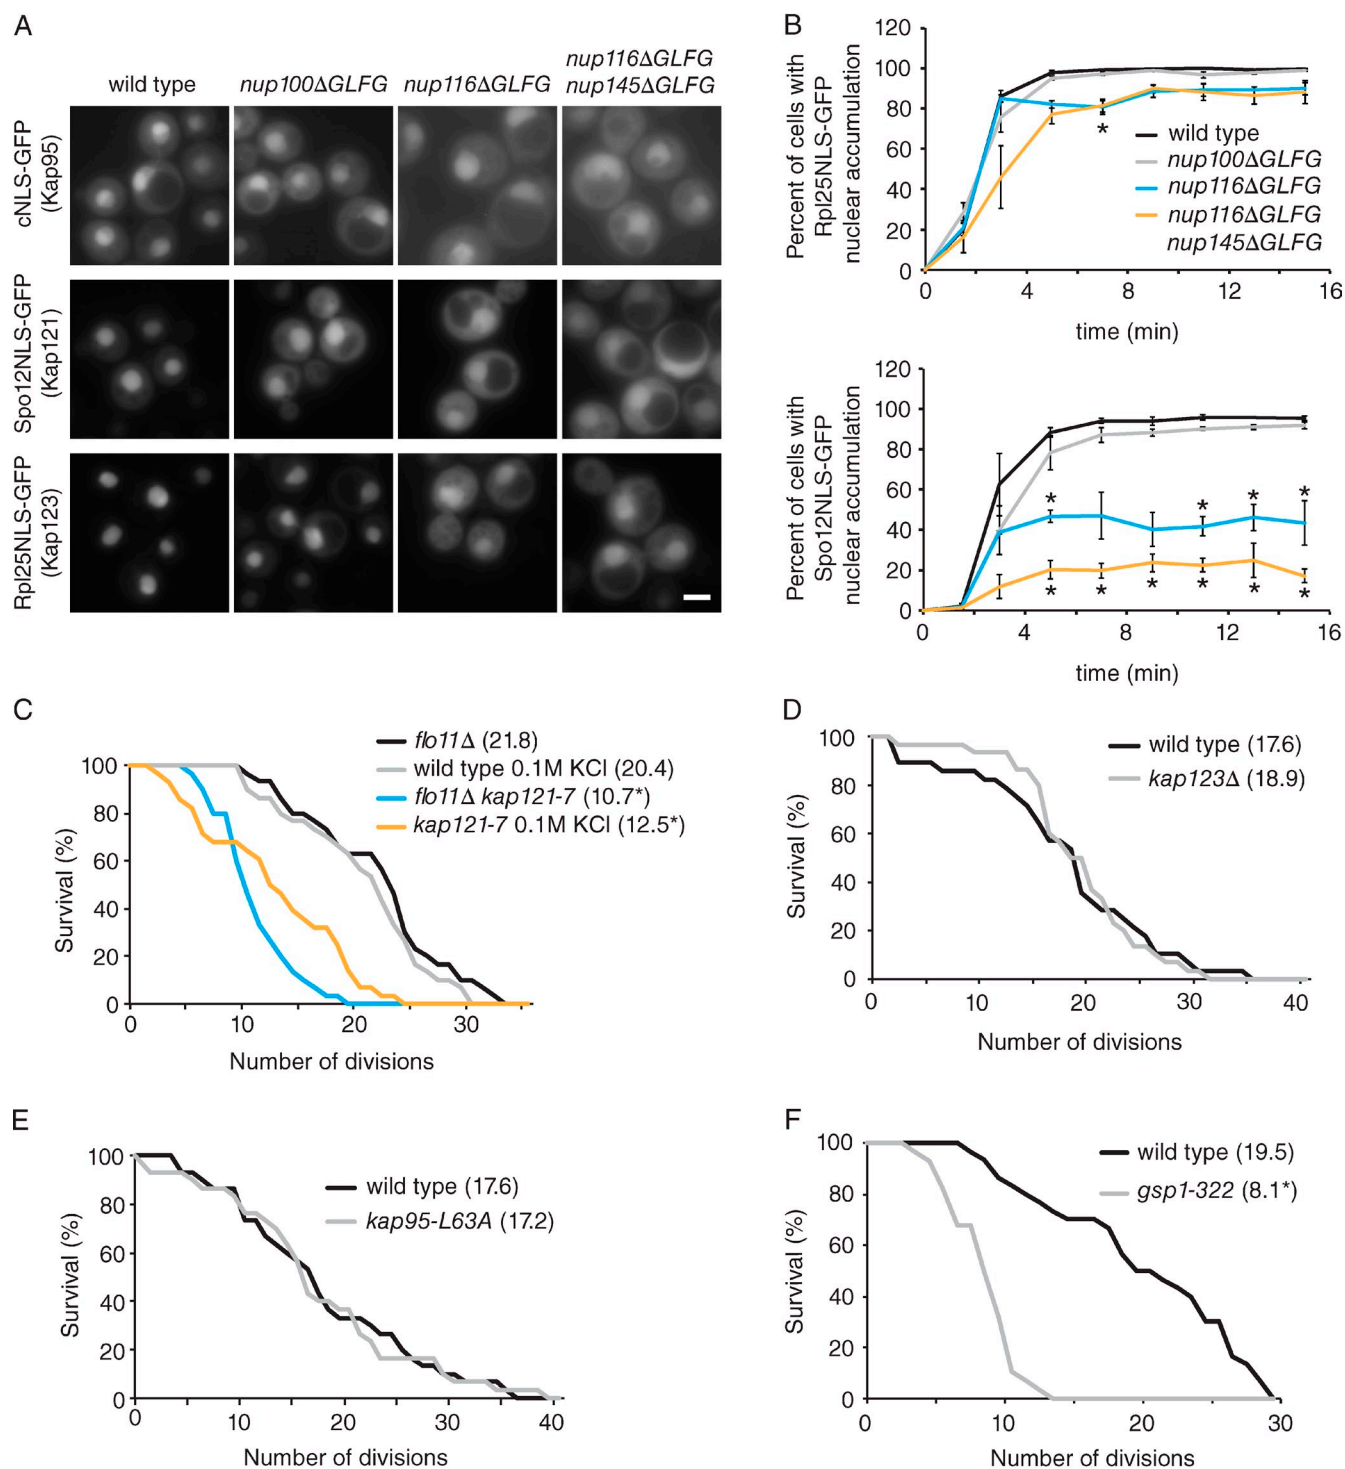 A
wild type
nup100ΔGLFG
nup116ΔGLFG
nup116ΔGLFG
nup145ΔGLFG
cNLS-GFP
(Kap95)
Spo12NLS-GFP
(Kap121)
Rpl25NLS-GFP
(Kap123)
B
Percent of cells with
Rpl25NLS-GFP
nuclear accumulation
120
100
80
60
40
20
0
0 4 8 12 16
time (min)
*
wild type
nup100ΔGLFG
nup116ΔGLFG
nup116ΔGLFG
nup145ΔGLFG
Percent of cells with
Spo12NLS-GFP
nuclear accumulation
120
100
80
60
40
20
0
* * * *
* * * * * *
0 4 8 12 16
time (min)
C
flo11Δ (21.8)
wild type 0.1M KCl (20.4)
flo11Δ kap121-7 (10.7*)
kap121-7 0.1M KCl (12.5*)
Survival (%)
100
80
60
40
20
0
0 10 20 30
Number of divisions
D
wild type (17.6)
kap123Δ (18.9)
Survival (%)
100
80
60
40
20
0
0 10 20 30 40
Number of divisions
E
wild type (17.6)
kap95-L63A (17.2)
Survival (%)
100
80
60
40
20
0
0 10 20 30 40
Number of divisions
F
wild type (19.5)
gsp1-322 (8.1*)
Survival (%)
100
80
60
40
20
0
0 10 20 30
Number of divisions